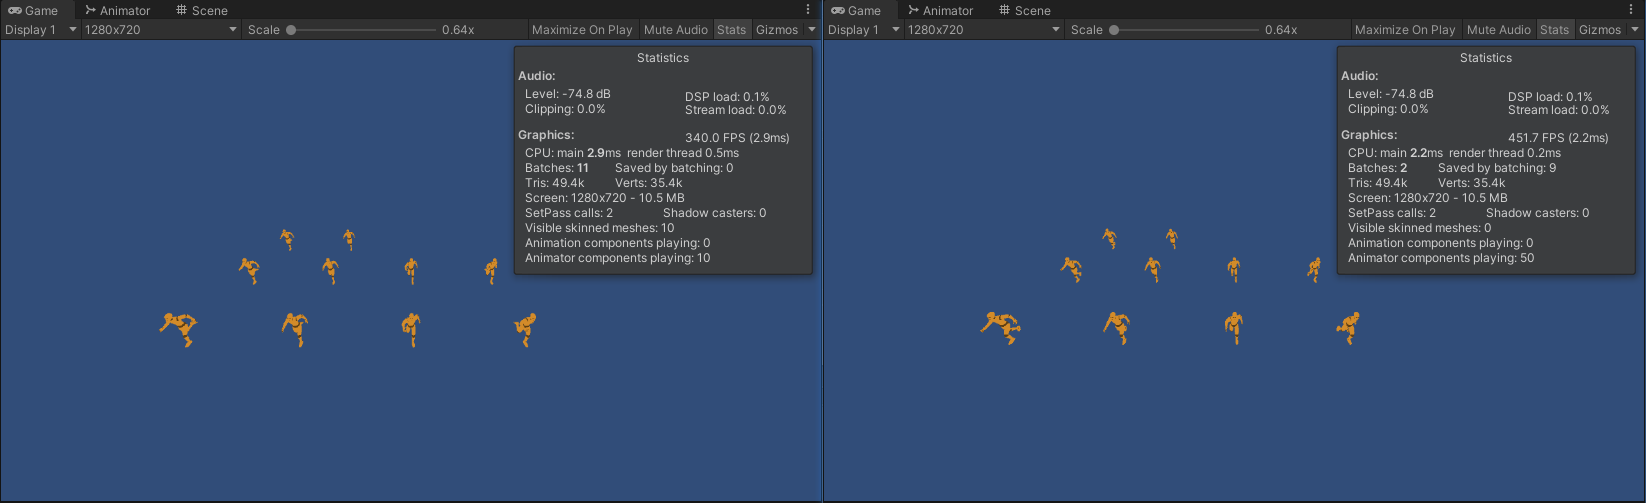 Game Animator Scene
Display 1 1280x720 Scale 0.64x Maximize On Play Mute Audio Stats Gizmos
Statistics
Audio:
Level: -74.8 dB DSP load: 0.1%
Clipping: 0.0% Stream load: 0.0%
Graphics: 340.0 FPS (2.9ms)
CPU: main 2.9ms render thread 0.5ms
Batches: 11 Saved by batching: 0
Tris: 49.4k Verts: 35.4k
Screen: 1280x720 - 10.5 MB
SetPass calls: 2 Shadow casters: 0
Visible skinned meshes: 10
Animation components playing: 0
Animator components playing: 10
Game Animator Scene
Display 1 1280x720 Scale 0.64x Maximize On Play Mute Audio Stats Gizmos
Statistics
Audio:
Level: -74.8 dB DSP load: 0.1%
Clipping: 0.0% Stream load: 0.0%
Graphics: 451.7 FPS (2.2ms)
CPU: main 2.2ms render thread 0.2ms
Batches: 2 Saved by batching: 9
Tris: 49.4k Verts: 35.4k
Screen: 1280x720 - 10.5 MB
SetPass calls: 2 Shadow casters: 0
Visible skinned meshes: 0
Animation components playing: 0
Animator components playing: 50